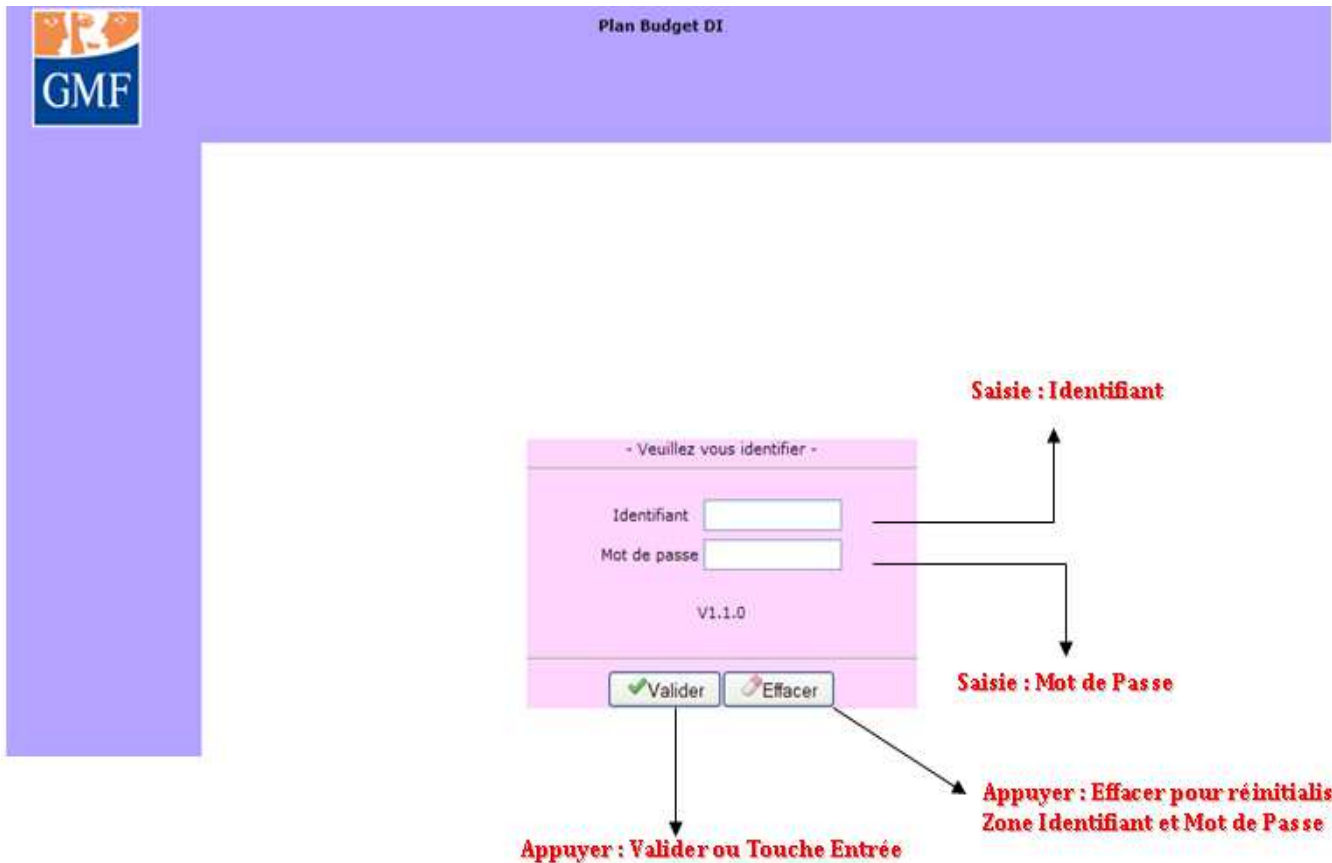 Plan Budget DI
GMF
Saisie : Identifiant
- Veuillez vous identifier -
Identifiant
Mot de passe
V1.1.0
Saisie : Mot de Passe
Valider
Effacer
Appuyer : Effacer pour réinitialis
Zone Identifiant et Mot de Passe
Appuyer : Valider ou Touche Entrée